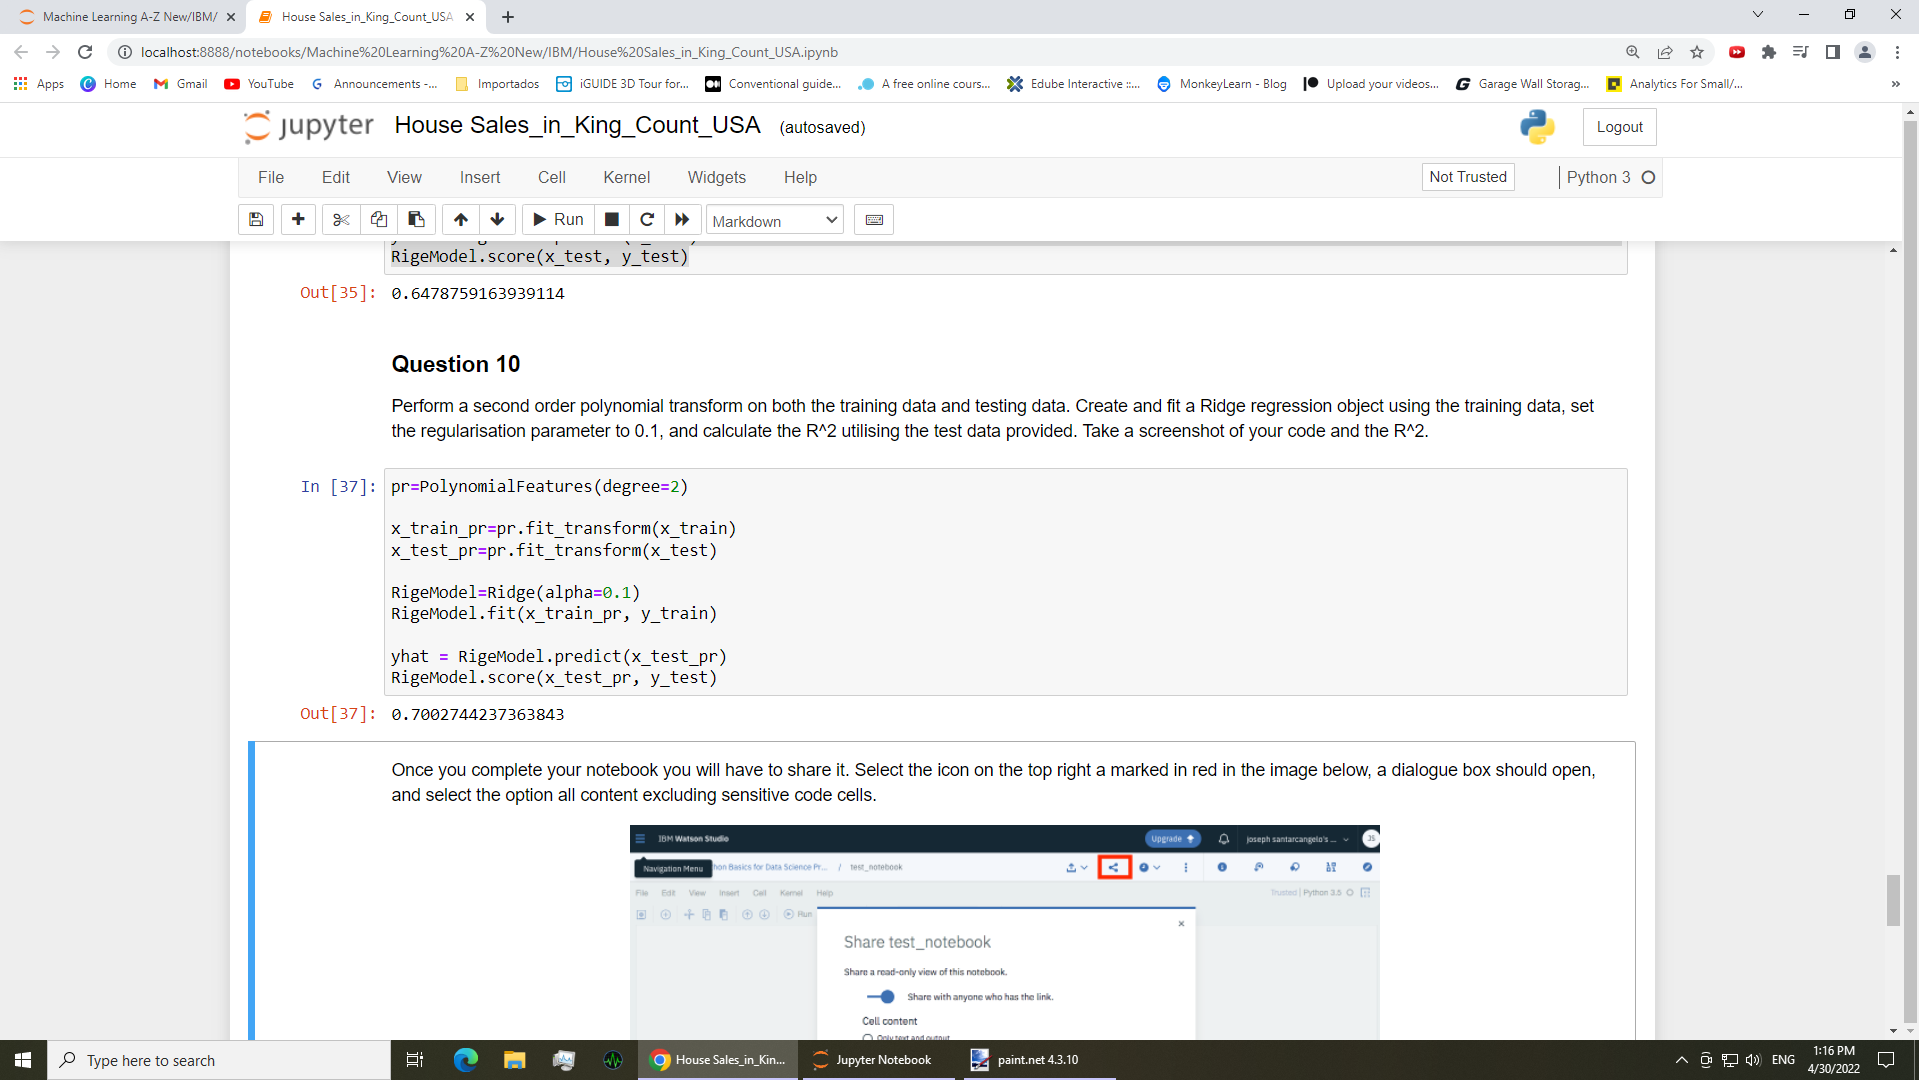 Machine Learning A-Z New/IBM/
House Sales_in_King_Count_USA
localhost:8888/notebooks/Machine%20Learning%20A-Z%20New/IBM/House%20Sales_in_King_Count_USA.ipynb
Apps Home Gmail YouTube Announcements -... Importados iGUIDE 3D Tour for... Conventional guide... A free online cours... Edube Interactive ::... MonkeyLearn - Blog Upload your videos... Garage Wall Storag... Analytics For Small/... »
jupyter House Sales_in_King_Count_USA (autosaved) Logout
File Edit View Insert Cell Kernel Widgets Help Not Trusted Python 3
Run Markdown
RigeModel.score(x_test, y_test)
Out[35]: 0.6478759163939114
Question 10
Perform a second order polynomial transform on both the training data and testing data. Create and fit a Ridge regression object using the training data, set
the regularisation parameter to 0.1, and calculate the R^2 utilising the test data provided. Take a screenshot of your code and the R^2.
In [37]: pr=PolynomialFeatures(degree=2)
x_train_pr=pr.fit_transform(x_train)
x_test_pr=pr.fit_transform(x_test)
RigeModel=Ridge(alpha=0.1)
RigeModel.fit(x_train_pr, y_train)
yhat = RigeModel.predict(x_test_pr)
RigeModel.score(x_test_pr, y_test)
Out[37]: 0.7002744237363843
Once you complete your notebook you will have to share it. Select the icon on the top right a marked in red in the image below, a dialogue box should open,
and select the option all content excluding sensitive code cells.
IBM Watson Studio Upgrade joseph santarcangelo's ... JS
Navigation Menu hon Basics for Data Science Pr... / test_notebook
File Edit View Insert Cell Kernel Help Trusted | Python 3.5
Run
Share test_notebook
Share a read-only view of this notebook.
Share with anyone who has the link.
Cell content
Only text and output
Type here to search House Sales_in_Kin... Jupyter Notebook paint.net 4.3.10 ENG 1:16 PM
4/30/2022